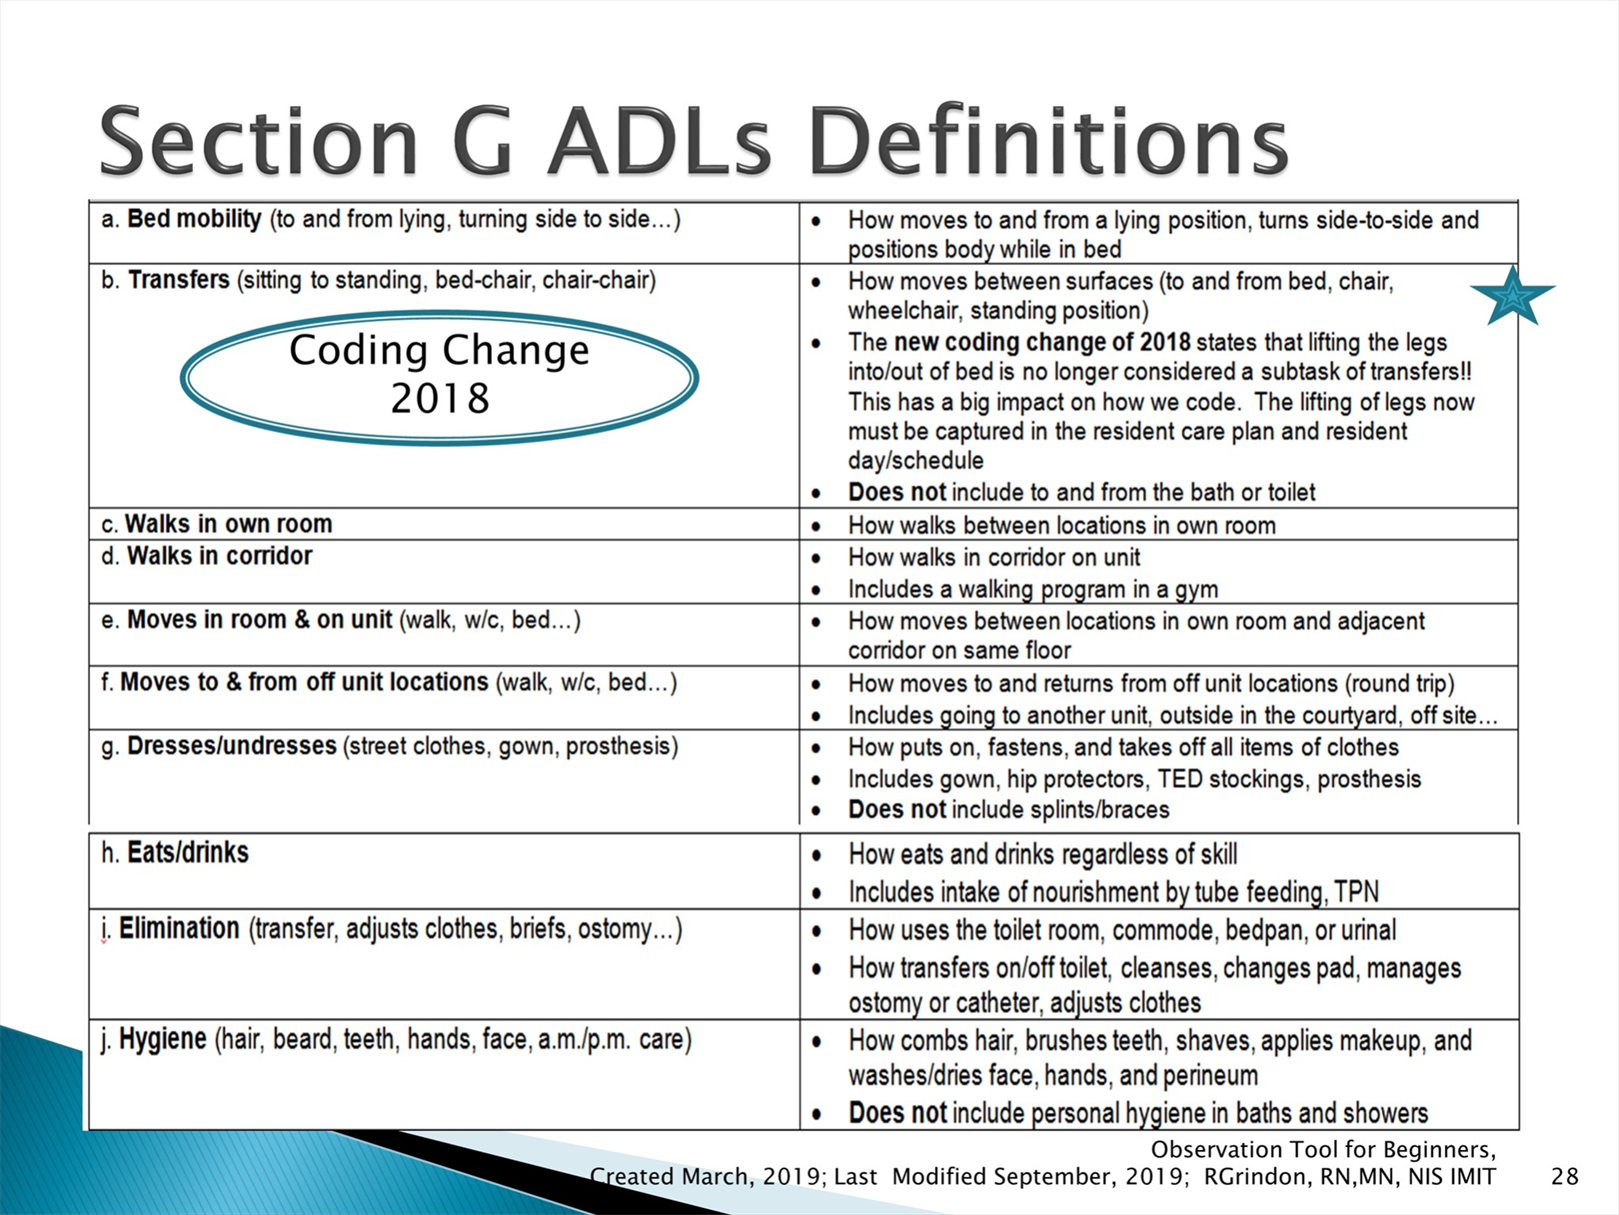 Section G ADLs Definitions
a. Bed mobility (to and from lying, turning side to side…)
• How moves to and from a lying position, turns side-to-side and
positions body while in bed
b. Transfers (sitting to standing, bed-chair, chair-chair)
Coding Change
2018
• How moves between surfaces (to and from bed, chair,
wheelchair, standing position)
• The new coding change of 2018 states that lifting the legs
into/out of bed is no longer considered a subtask of transfers!!
This has a big impact on how we code. The lifting of legs now
must be captured in the resident care plan and resident
day/schedule
• Does not include to and from the bath or toilet
c. Walks in own room
• How walks between locations in own room
d. Walks in corridor
• How walks in corridor on unit
• Includes a walking program in a gym
e. Moves in room & on unit (walk, w/c, bed…)
• How moves between locations in own room and adjacent
corridor on same floor
f. Moves to & from off unit locations (walk, w/c, bed…)
• How moves to and returns from off unit locations (round trip)
• Includes going to another unit, outside in the courtyard, off site…
g. Dresses/undresses (street clothes, gown, prosthesis)
• How puts on, fastens, and takes off all items of clothes
• Includes gown, hip protectors, TED stockings, prosthesis
• Does not include splints/braces
h. Eats/drinks
• How eats and drinks regardless of skill
• Includes intake of nourishment by tube feeding, TPN
i. Elimination (transfer, adjusts clothes, briefs, ostomy…)
• How uses the toilet room, commode, bedpan, or urinal
• How transfers on/off toilet, cleanses, changes pad, manages
ostomy or catheter, adjusts clothes
j. Hygiene (hair, beard, teeth, hands, face, a.m./p.m. care)
• How combs hair, brushes teeth, shaves, applies makeup, and
washes/dries face, hands, and perineum
• Does not include personal hygiene in baths and showers
Observation Tool for Beginners,
Created March, 2019; Last Modified September, 2019; RGrindon, RN,MN, NIS IMIT
28